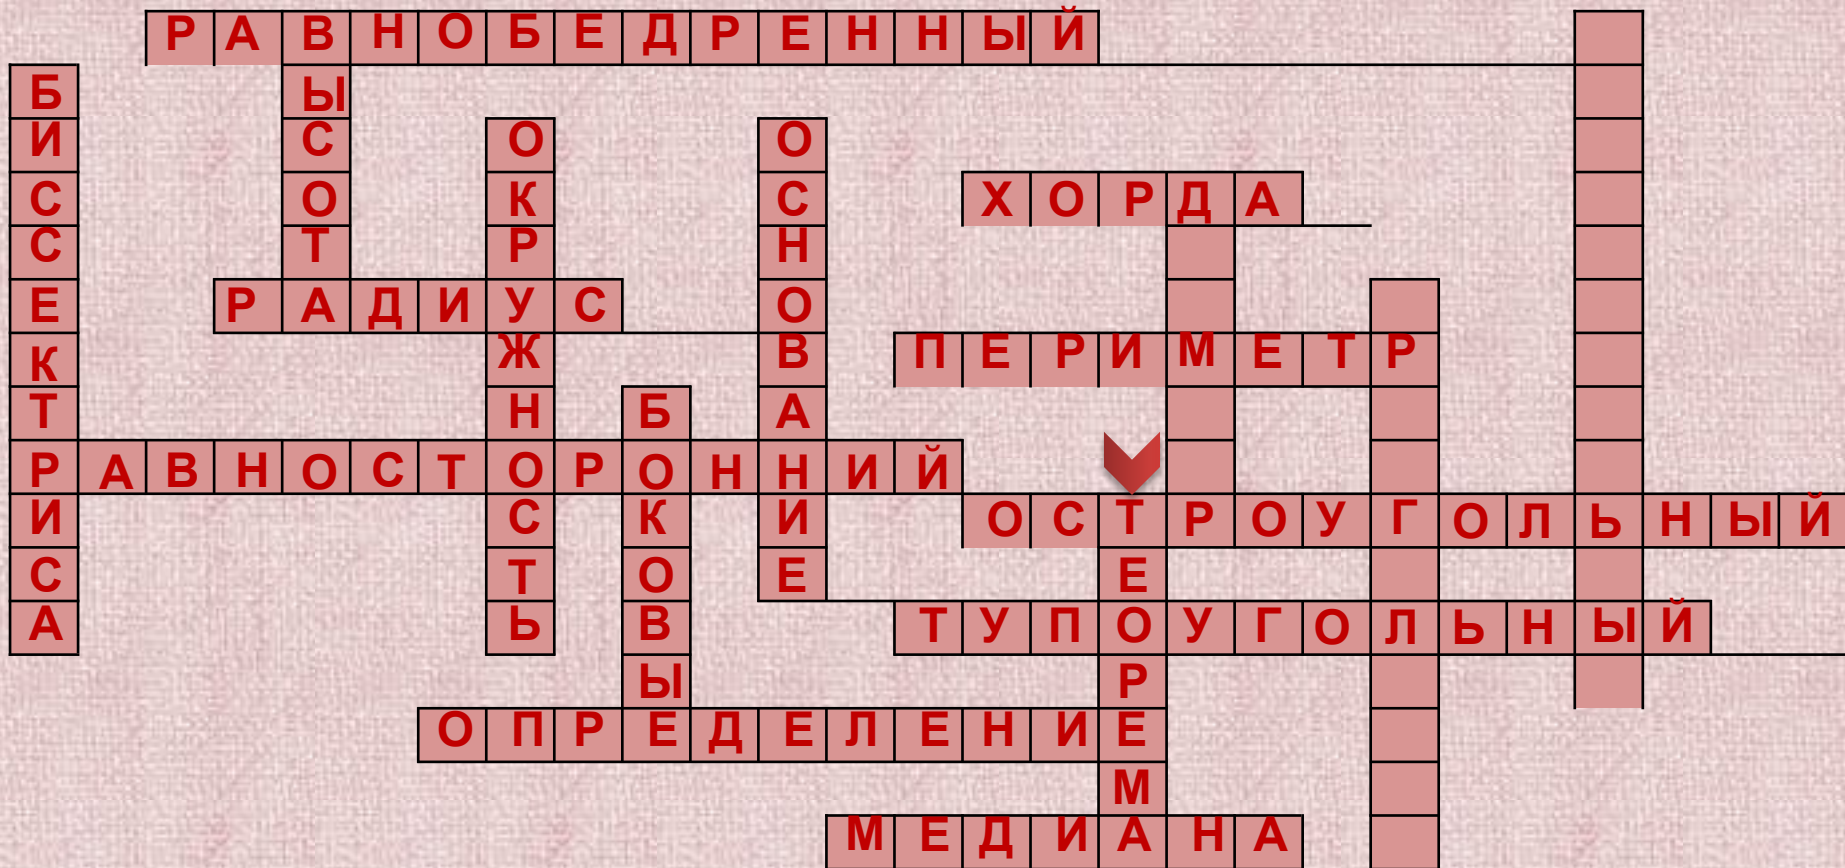 РАВНОБЕДРЕННЫЙ
БИССЕКТРИСА
ВЫСОТА
ОКРУЖНОСТЬ
ОСНОВАНИЕ
ХОРДА
РАДИУС
ПЕРИМЕТР
БОКОВЫЕ
РАВНОСТОРОННИЙ
ОСТРОУГОЛЬНЫЙ
ТЕОРЕМА
ТУПОУГОЛЬНЫЙ
ОПРЕДЕЛЕНИЕ
МЕДИАНА